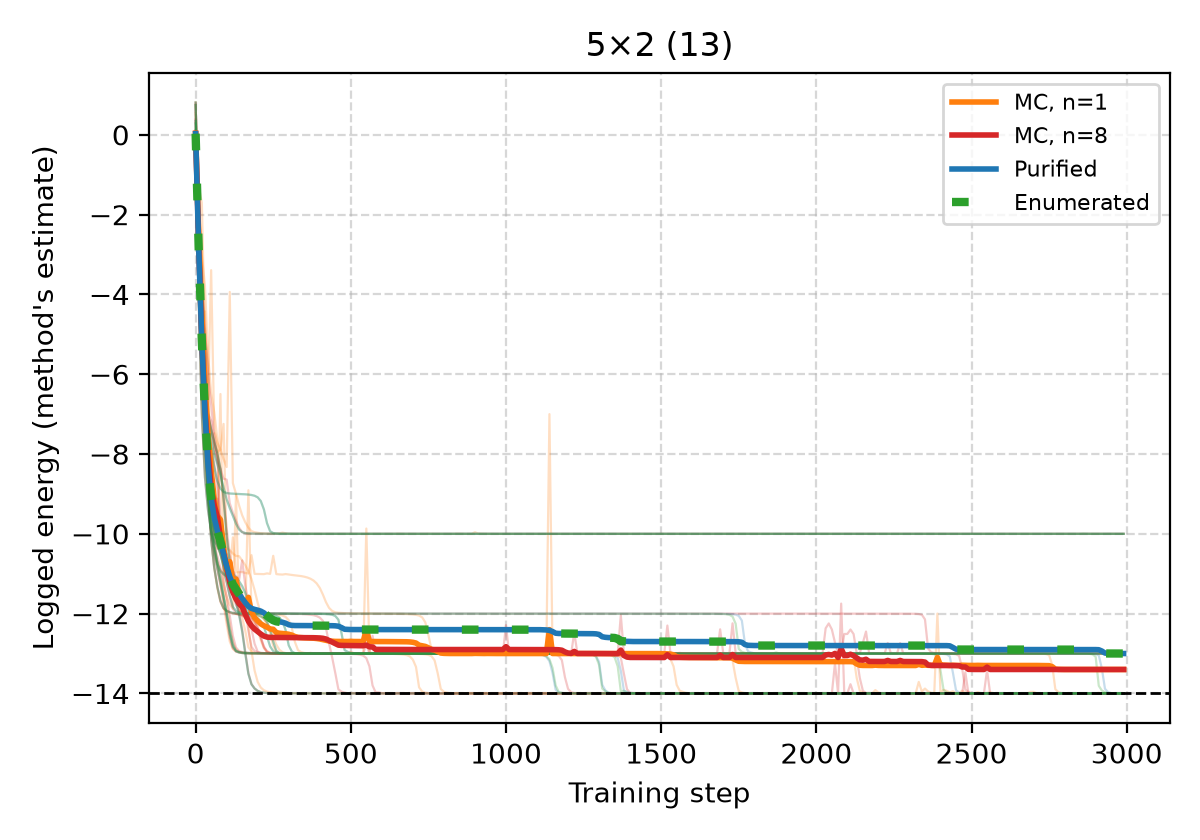 5×2 (13)
Logged energy (method's estimate)
0
−2
−4
−6
−8
−10
−12
−14
MC, n=1
MC, n=8
Purified
Enumerated
0 500 1000 1500 2000 2500 3000
Training step